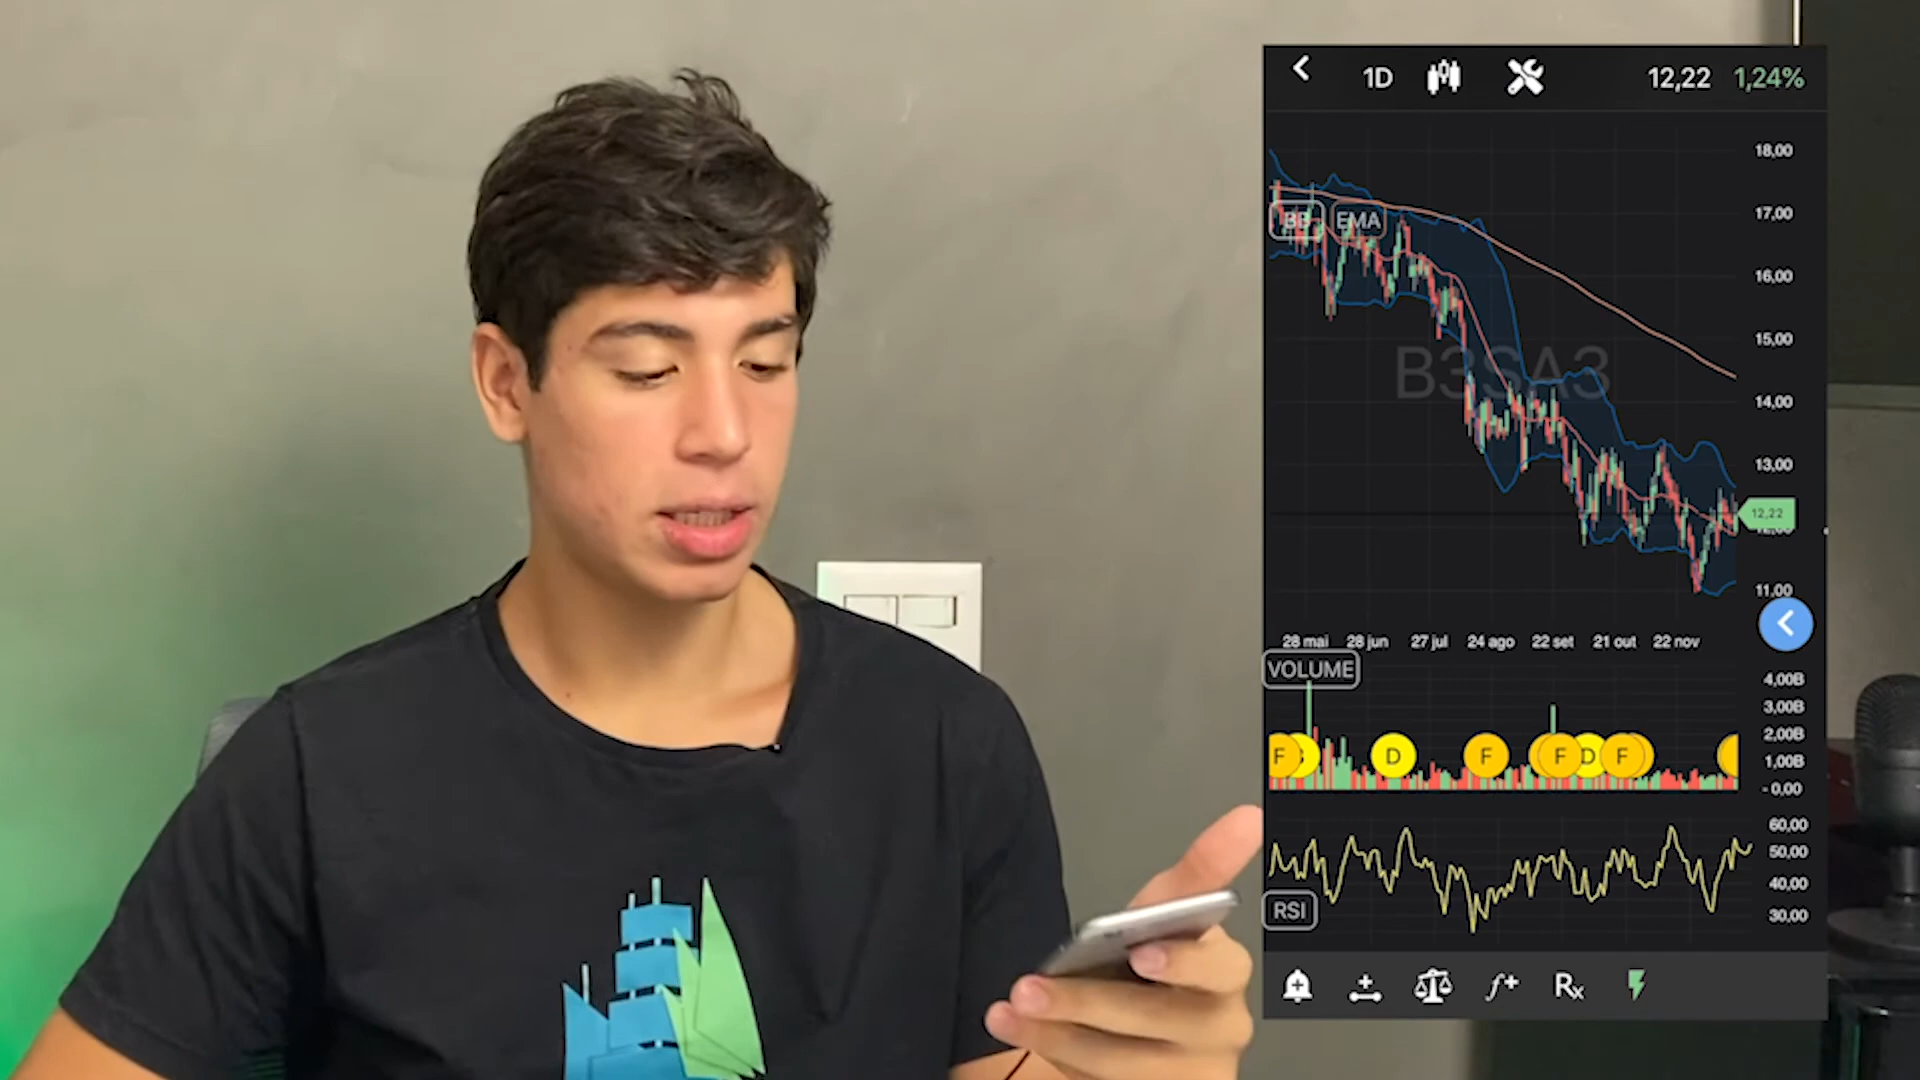 1D 12,22 1,24%
18,00
BB EMA 17,00
16,00
15,00
B3SA3
14,00
13,00
12,22
11,00
28 mai 28 jun 27 jul 24 ago 22 set 21 out 22 nov
VOLUME 4,00B
3,00B
2,00B
F D F F D F 1,00B
- 0,00
60,00
50,00
40,00
RSI 30,00
f+ Rx